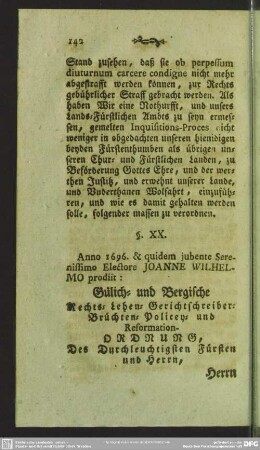 142
Stand zusehen, daß sie ob perpessum
diuturnum carcere condigne nicht mehr
abgestrafft werden können, zur Rechts
gebührlicher Straff gebracht werden. Als
haben Wir eine Nothurfft, und unsers
Lands-Fürstlichen Ambts zu seyn ermes-
sen, gemelten Inquisitions-Proces nicht
weniger in obgedachten unseren hienidigen
beyden Fürstenthumben als übrigen un-
seren Chur- und Fürstlichen Landen, zu
Beförderung Gottes Ehre, und der wer-
then Justitz, und erwehnt unserer Lande,
und Underthanen Wolfahrt, einzufüh-
ren, und wie es damit gehalten werden
solle, folgender massen zu verordnen.
§. XX.
Anno 1696. & quidem jubente Sere-
nissimo Electore JOANNE WILHEL-
MO prodiit:
Gülich- und Bergische
Rechts- Lehen- Gerichtschreiber-
Brüchten- Policey- und
Reformation-
ORDNUNG,
Des Durchleuchtigsten Fürsten
und Herrn,
Herrn